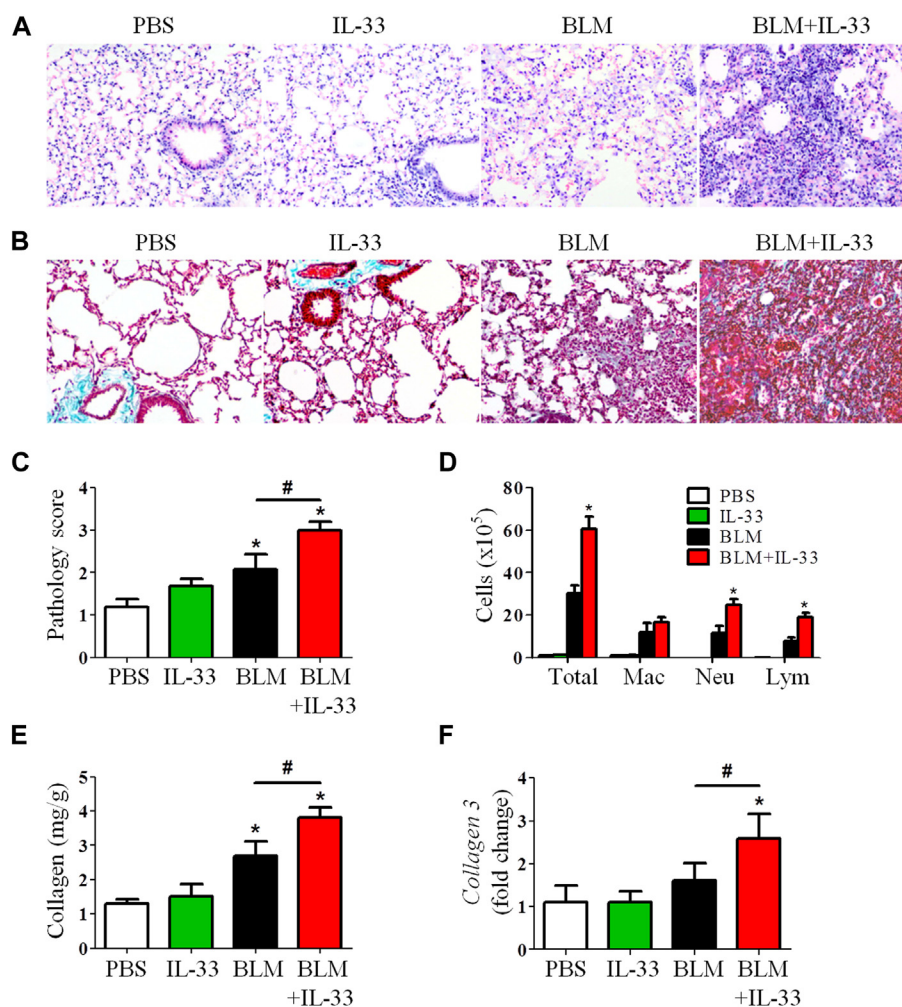 A
PBS IL-33 BLM BLM+IL-33
B
PBS IL-33 BLM BLM+IL-33
C
Pathology score
4
3
2
1
0
*
#
*
PBS IL-33 BLM BLM
+IL-33
D
Cells (x10⁵)
80
60
40
20
0
*
*
*
PBS
IL-33
BLM
BLM+IL-33
Total Mac Neu Lym
E
Collagen (mg/g)
5
4
3
2
1
0
*
#
*
PBS IL-33 BLM BLM
+IL-33
F
Collagen 3
(fold change)
4
3
2
1
0
#
*
PBS IL-33 BLM BLM
+IL-33